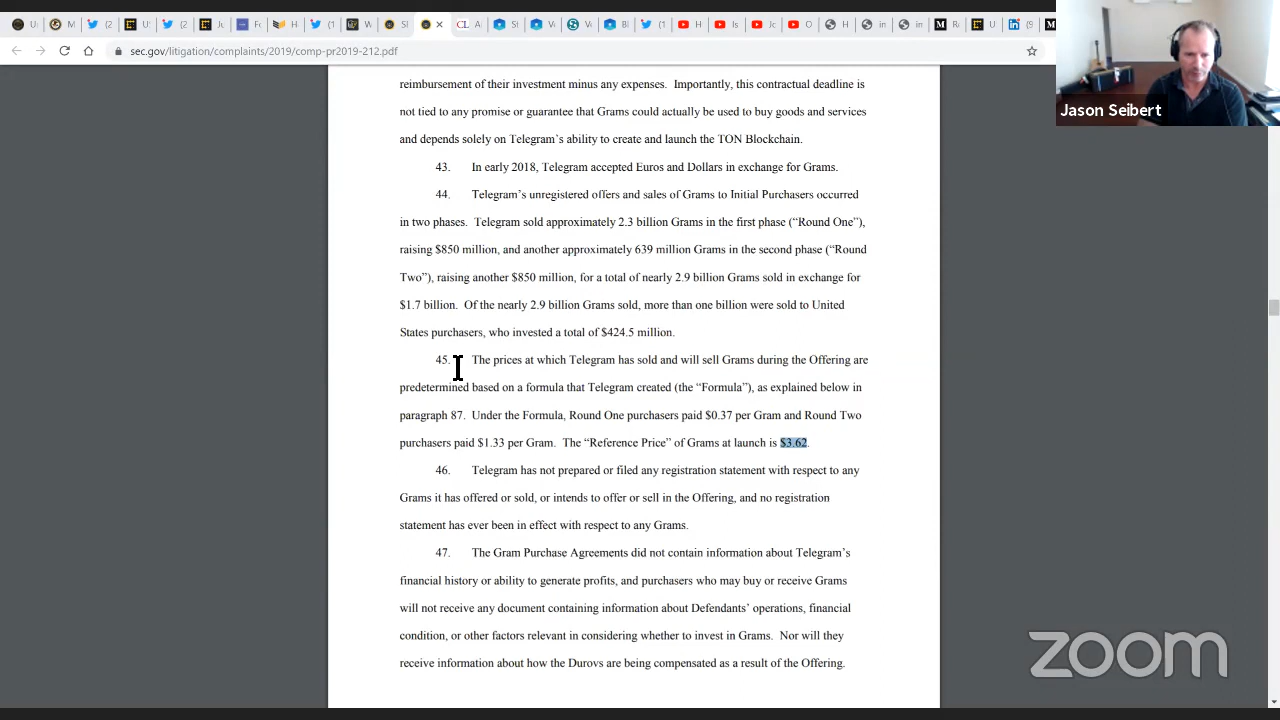 sec.gov/litigation/complaints/2019/comp-pr2019-212.pdf
Jason Seibert
reimbursement of their investment minus any expenses. Importantly, this contractual deadline is
not tied to any promise or guarantee that Grams could actually be used to buy goods and services
and depends solely on Telegram’s ability to create and launch the TON Blockchain.
43. In early 2018, Telegram accepted Euros and Dollars in exchange for Grams.
44. Telegram’s unregistered offers and sales of Grams to Initial Purchasers occurred
in two phases. Telegram sold approximately 2.3 billion Grams in the first phase (“Round One”),
raising $850 million, and another approximately 639 million Grams in the second phase (“Round
Two”), raising another $850 million, for a total of nearly 2.9 billion Grams sold in exchange for
$1.7 billion. Of the nearly 2.9 billion Grams sold, more than one billion were sold to United
States purchasers, who invested a total of $424.5 million.
45. The prices at which Telegram has sold and will sell Grams during the Offering are
predetermined based on a formula that Telegram created (the “Formula”), as explained below in
paragraph 87. Under the Formula, Round One purchasers paid $0.37 per Gram and Round Two
purchasers paid $1.33 per Gram. The “Reference Price” of Grams at launch is $3.62.
46. Telegram has not prepared or filed any registration statement with respect to any
Grams it has offered or sold, or intends to offer or sell in the Offering, and no registration
statement has ever been in effect with respect to any Grams.
47. The Gram Purchase Agreements did not contain information about Telegram’s
financial history or ability to generate profits, and purchasers who may buy or receive Grams
will not receive any document containing information about Defendants’ operations, financial
condition, or other factors relevant in considering whether to invest in Grams. Nor will they
receive information about how the Durovs are being compensated as a result of the Offering.
zoom